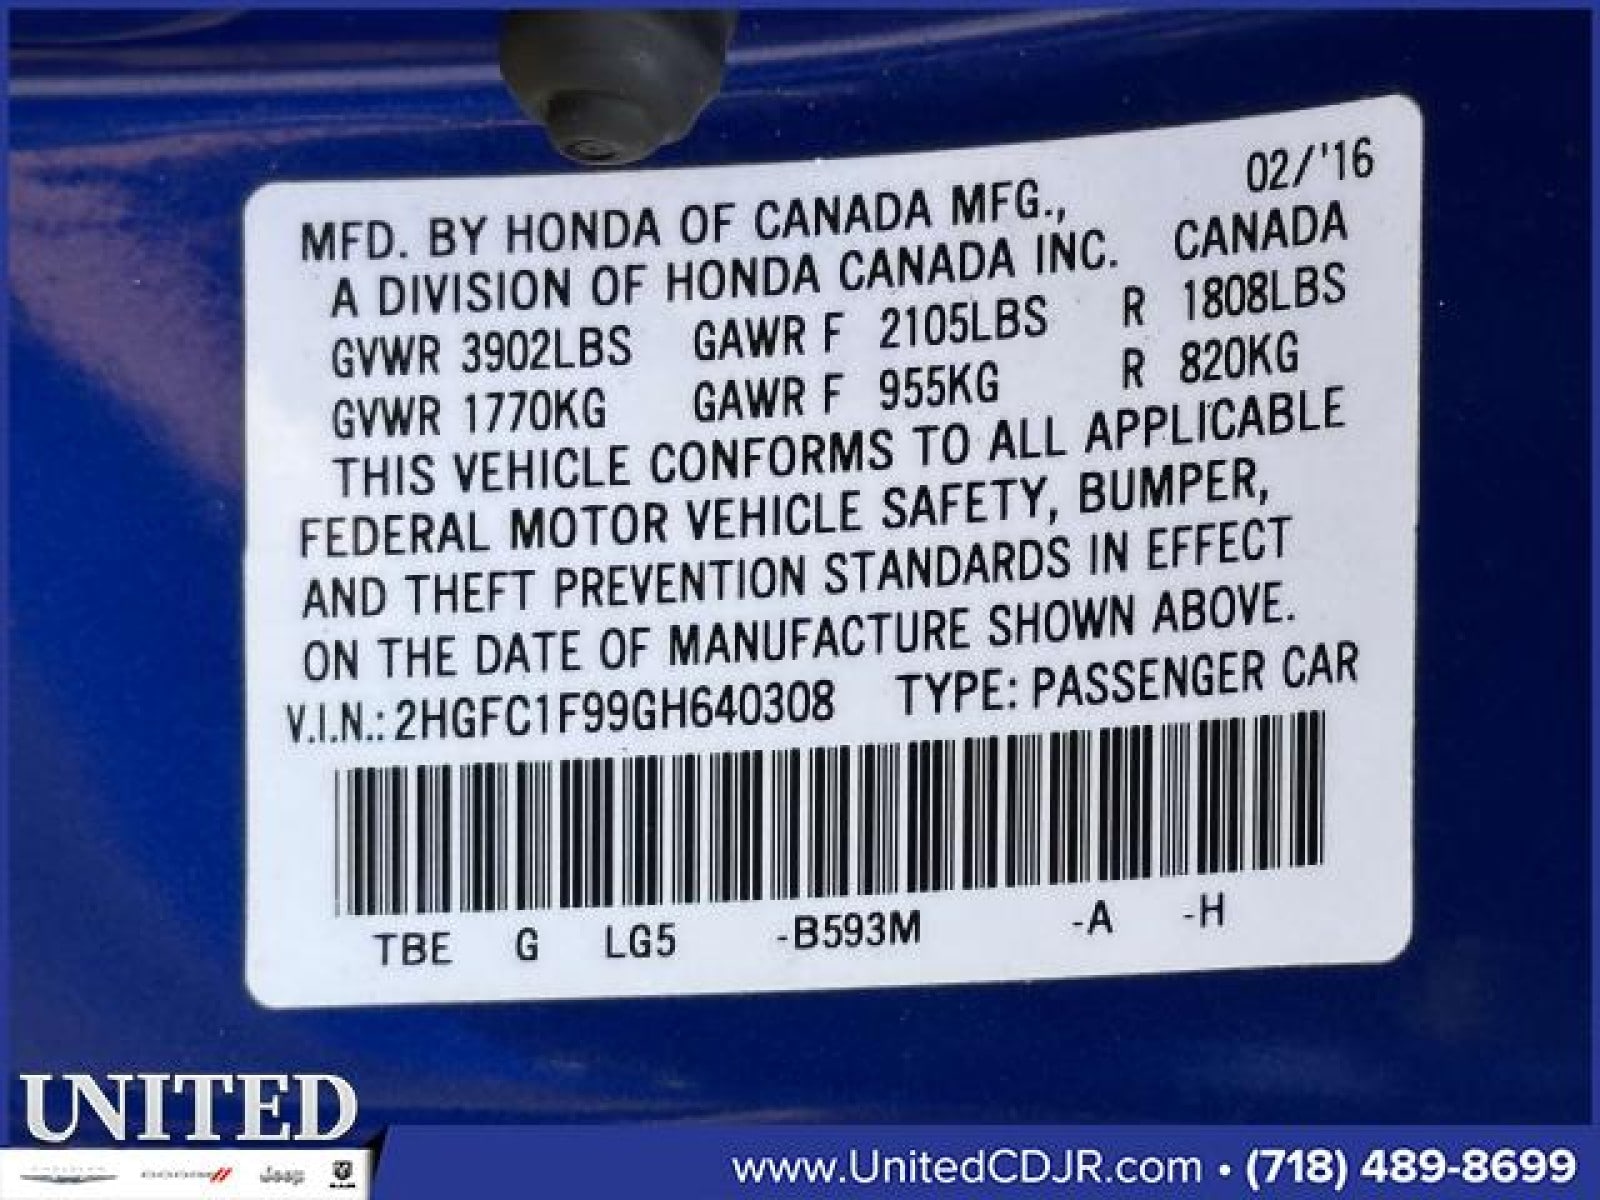 02/'16
MFD. BY HONDA OF CANADA MFG.,
A DIVISION OF HONDA CANADA INC. CANADA
GVWR 3902LBS GAWR F 2105LBS R 1808LBS
GVWR 1770KG GAWR F 955KG R 820KG
THIS VEHICLE CONFORMS TO ALL APPLICABLE
FEDERAL MOTOR VEHICLE SAFETY, BUMPER,
AND THEFT PREVENTION STANDARDS IN EFFECT
ON THE DATE OF MANUFACTURE SHOWN ABOVE.
V.I.N.: 2HGFC1F99GH640308 TYPE: PASSENGER CAR
TBE G LG5 -B593M -A -H
UNITED
DODGE Jeep RAM
www.UnitedCDJR.com • (718) 489-8699